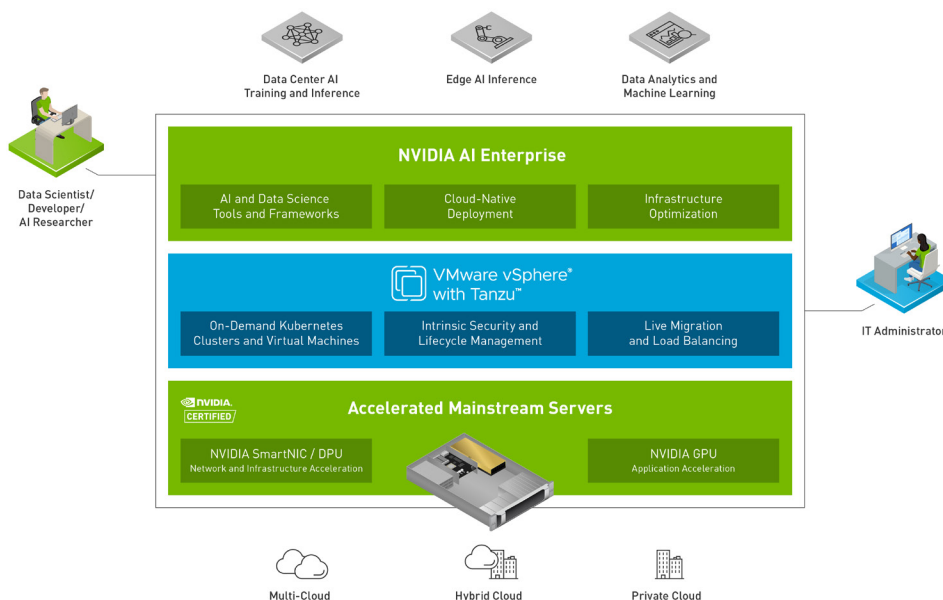 Data Center AI
Training and Inference
Edge AI Inference
Data Analytics and
Machine Learning
Data Scientist/
Developer/
AI Researcher
NVIDIA AI Enterprise
AI and Data Science
Tools and Frameworks
Cloud-Native
Deployment
Infrastructure
Optimization
VMware vSphere®
with Tanzu™
On-Demand Kubernetes
Clusters and Virtual Machines
Intrinsic Security and
Lifecycle Management
Live Migration
and Load Balancing
IT Administrator
NVIDIA.
CERTIFIED
Accelerated Mainstream Servers
NVIDIA SmartNIC / DPU
Network and Infrastructure Acceleration
NVIDIA GPU
Application Acceleration
Multi-Cloud
Hybrid Cloud
Private Cloud